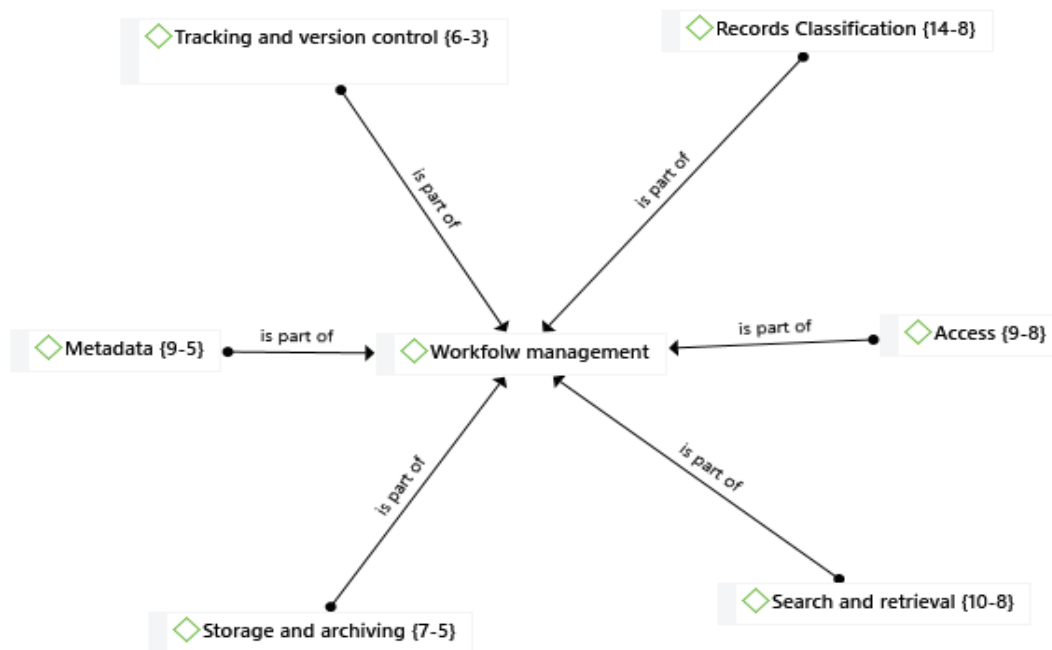 Tracking and version control {6-3}
Records Classification {14-8}
is part of
is part of
Metadata {9-5}
is part of
Workfolw management
is part of
Access {9-8}
is part of
is part of
Storage and archiving {7-5}
Search and retrieval {10-8}